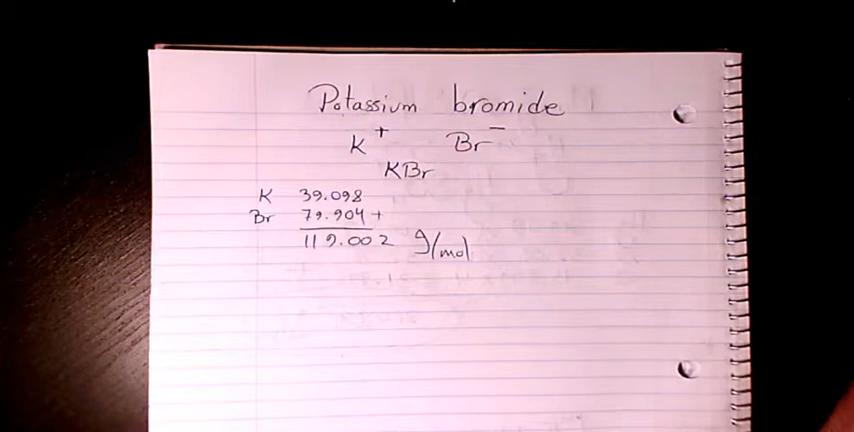 Potassium bromide
K⁺ Br⁻
KBr
K 39.098
Br 79.904 +
119.002 g/mol